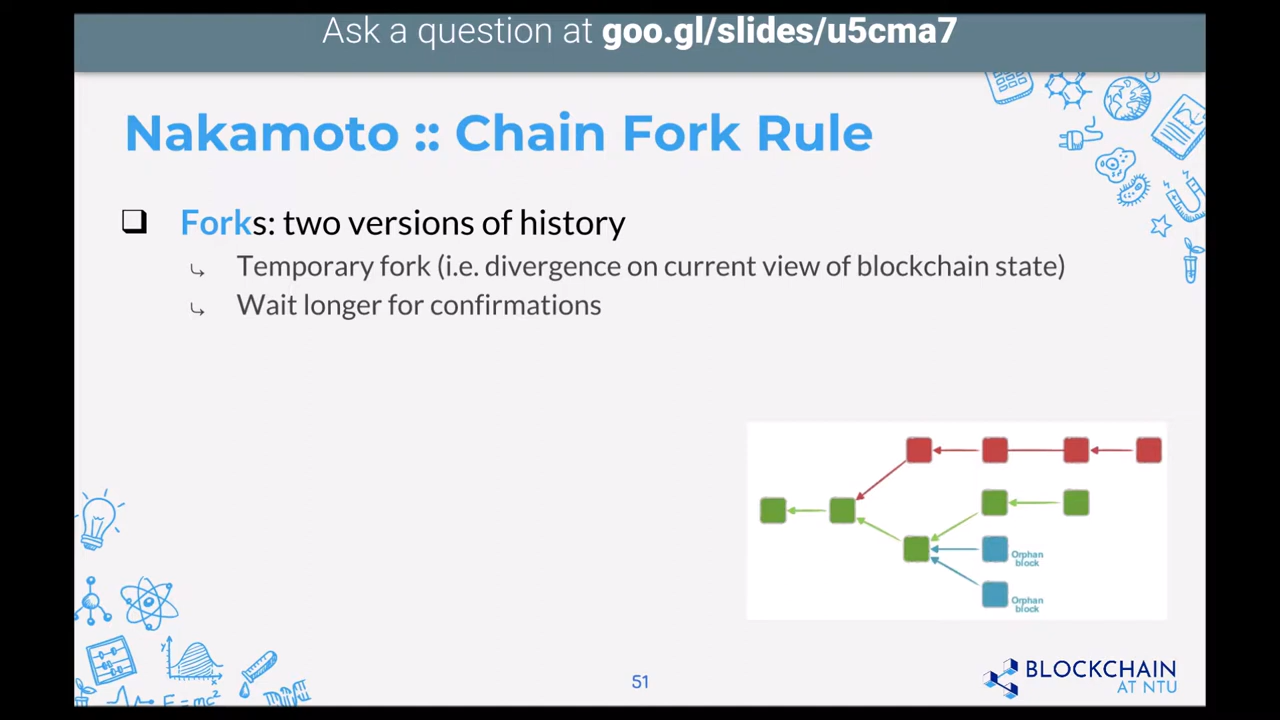 Ask a question at goo.gl/slides/u5cma7
Nakamoto :: Chain Fork Rule
Forks: two versions of history
Temporary fork (i.e. divergence on current view of blockchain state)
Wait longer for confirmations
Orphan
block
Orphan
block
y
x
E=mc²
51
BLOCKCHAIN
AT NTU